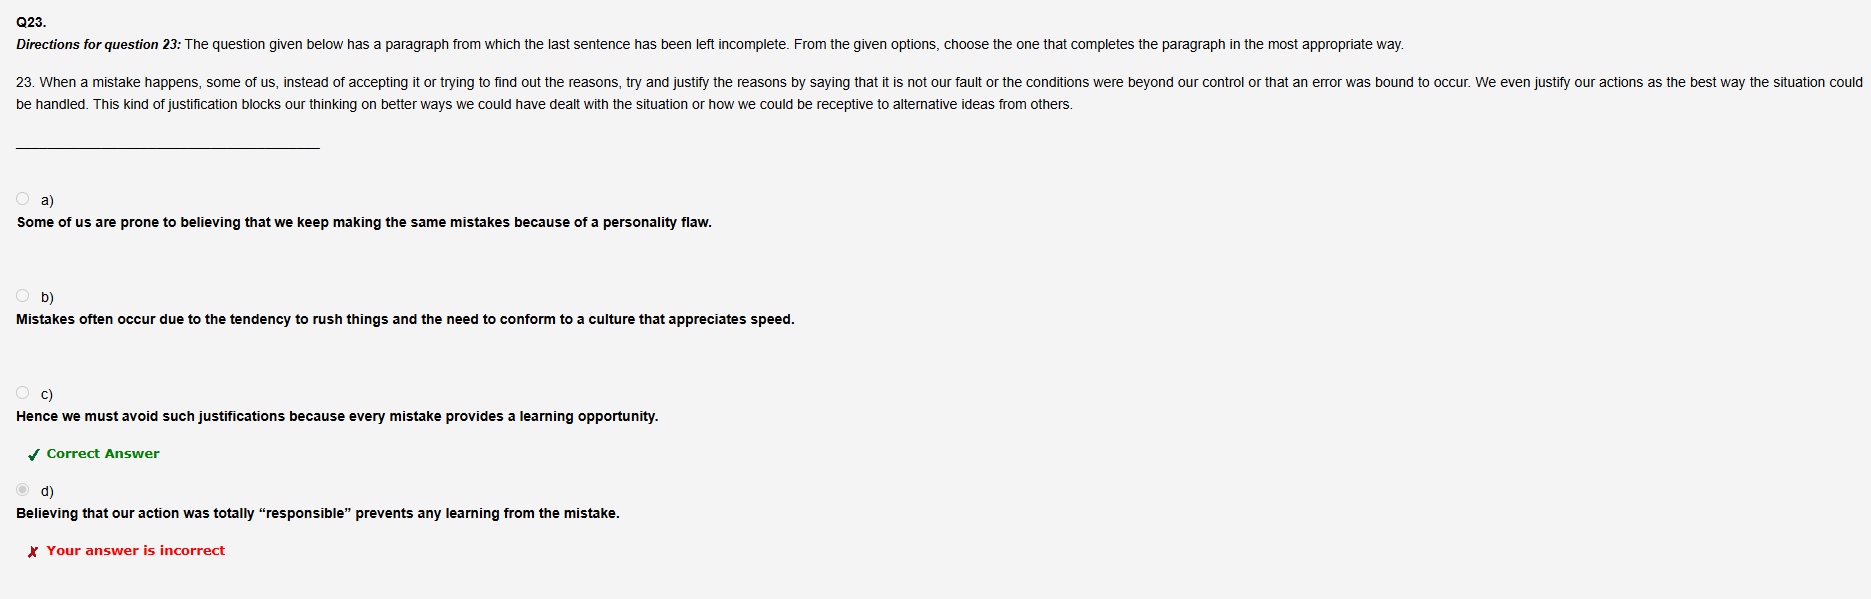 Q23.
Directions for question 23: The question given below has a paragraph from which the last sentence has been left incomplete. From the given options, choose the one that completes the paragraph in the most appropriate way.
23. When a mistake happens, some of us, instead of accepting it or trying to find out the reasons, try and justify the reasons by saying that it is not our fault or the conditions were beyond our control or that an error was bound to occur. We even justify our actions as the best way the situation could
be handled. This kind of justification blocks our thinking on better ways we could have dealt with the situation or how we could be receptive to alternative ideas from others.
a)
Some of us are prone to believing that we keep making the same mistakes because of a personality flaw.
b)
Mistakes often occur due to the tendency to rush things and the need to conform to a culture that appreciates speed.
c)
Hence we must avoid such justifications because every mistake provides a learning opportunity.
✓ Correct Answer
d)
Believing that our action was totally “responsible” prevents any learning from the mistake.
✗ Your answer is incorrect